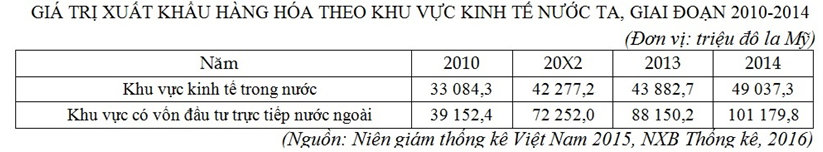 GIÁ TRỊ XUẤT KHẨU HÀNG HÓA THEO KHU VỰC KINH TẾ NƯỚC TA, GIAI ĐOẠN 2010-2014
(Đơn vị: triệu đô la Mỹ)
Năm 2010 20X2 2013 2014
Khu vực kinh tế trong nước 33 084,3 42 277,2 43 882,7 49 037,3
Khu vực có vốn đầu tư trực tiếp nước ngoài 39 152,4 72 252,0 88 150,2 101 179,8
(Nguồn: Niên giám thống kê Việt Nam 2015, NXB Thống kê, 2016)